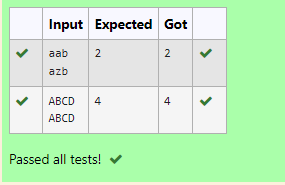 Input Expected Got
aab 2 2
azb
ABCD 4 4
ABCD
Passed all tests!